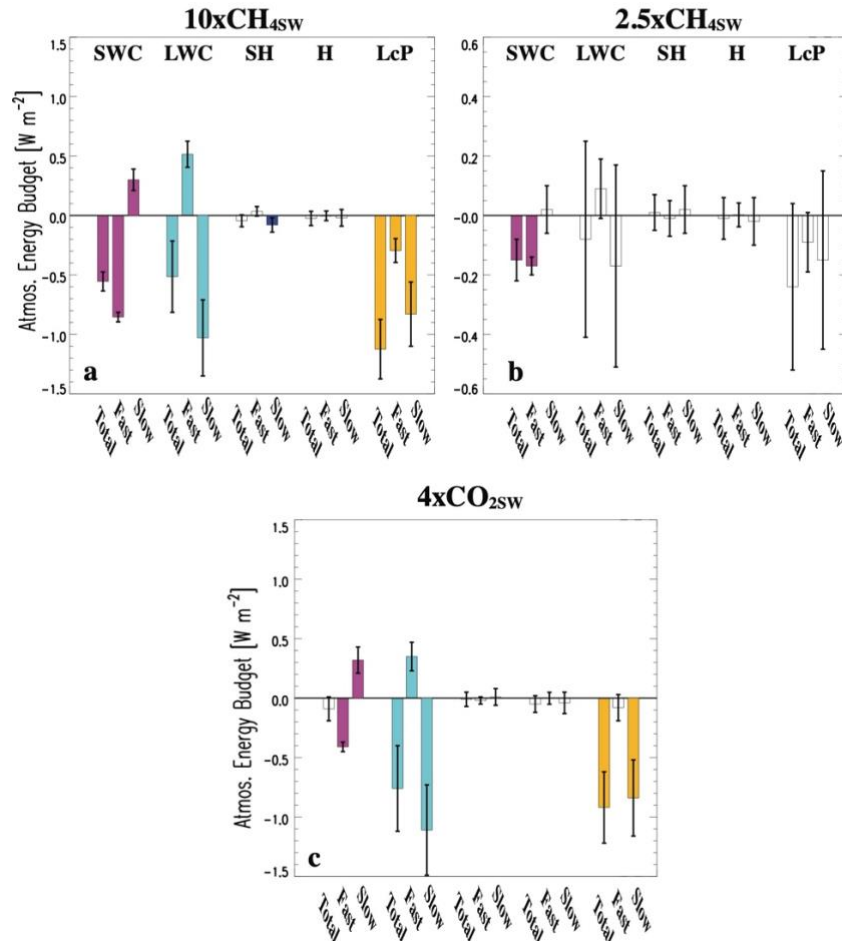 10xCH4SW
2.5xCH4SW
SWC LWC SH H LcP
SWC LWC SH H LcP
Atmos. Energy Budget [W m-2]
1.5
1.0
0.5
0.0
-0.5
-1.0
-1.5
a
Total Fast Slow Total Fast Slow Total Fast Slow Total Fast Slow Total Fast Slow
0.6
0.4
0.2
-0.0
-0.2
-0.4
-0.6
b
Total Fast Slow Total Fast Slow Total Fast Slow Total Fast Slow Total Fast Slow
4xCO2SW
Atmos. Energy Budget [W m-2]
1.5
1.0
0.5
0.0
-0.5
-1.0
-1.5
c
Total Fast Slow Total Fast Slow Total Fast Slow Total Fast Slow Total Fast Slow